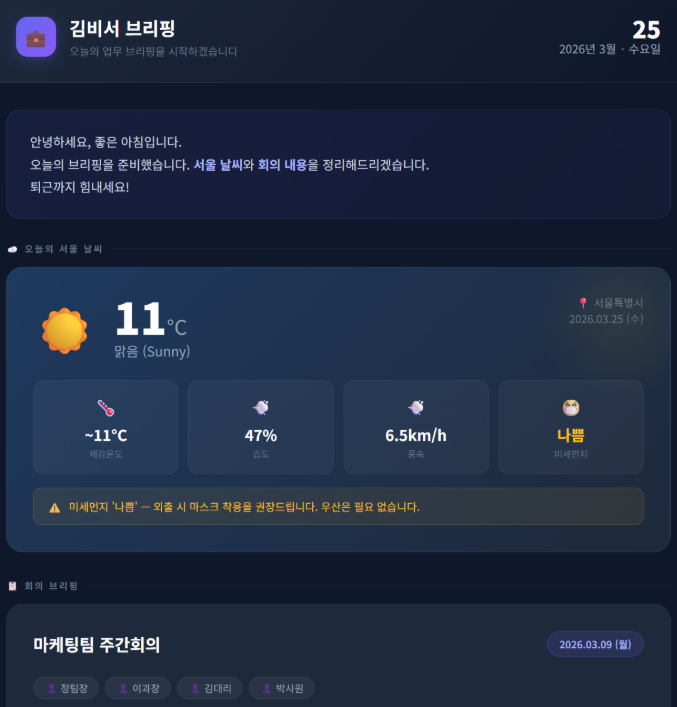 김비서 브리핑
오늘의 업무 브리핑을 시작하겠습니다
25
2026년 3월 · 수요일
안녕하세요, 좋은 아침입니다.
오늘의 브리핑을 준비했습니다. 서울 날씨와 회의 내용을 정리해드리겠습니다.
퇴근까지 힘내세요!
오늘의 서울 날씨
11°C
맑음 (Sunny)
서울특별시
2026.03.25 (수)
~11°C
체감온도
47%
습도
6.5km/h
풍속
나쁨
미세먼지
미세먼지 '나쁨' — 외출 시 마스크 착용을 권장드립니다. 우산은 필요 없습니다.
회의 브리핑
마케팅팀 주간회의
2026.03.09 (월)
정팀장
이과장
김대리
박사원